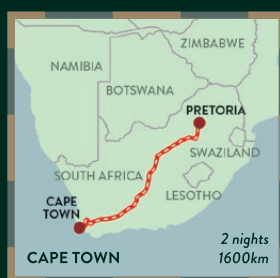 ZIMBABWE
NAMIBIA
BOTSWANA
PRETORIA
SWAZILAND
SOUTH AFRICA
LESOTHO
CAPE
TOWN
2 nights
CAPE TOWN 1600km